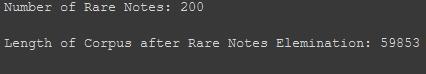 Number of Rare Notes: 200
Length of Corpus after Rare Notes Elemination: 59853